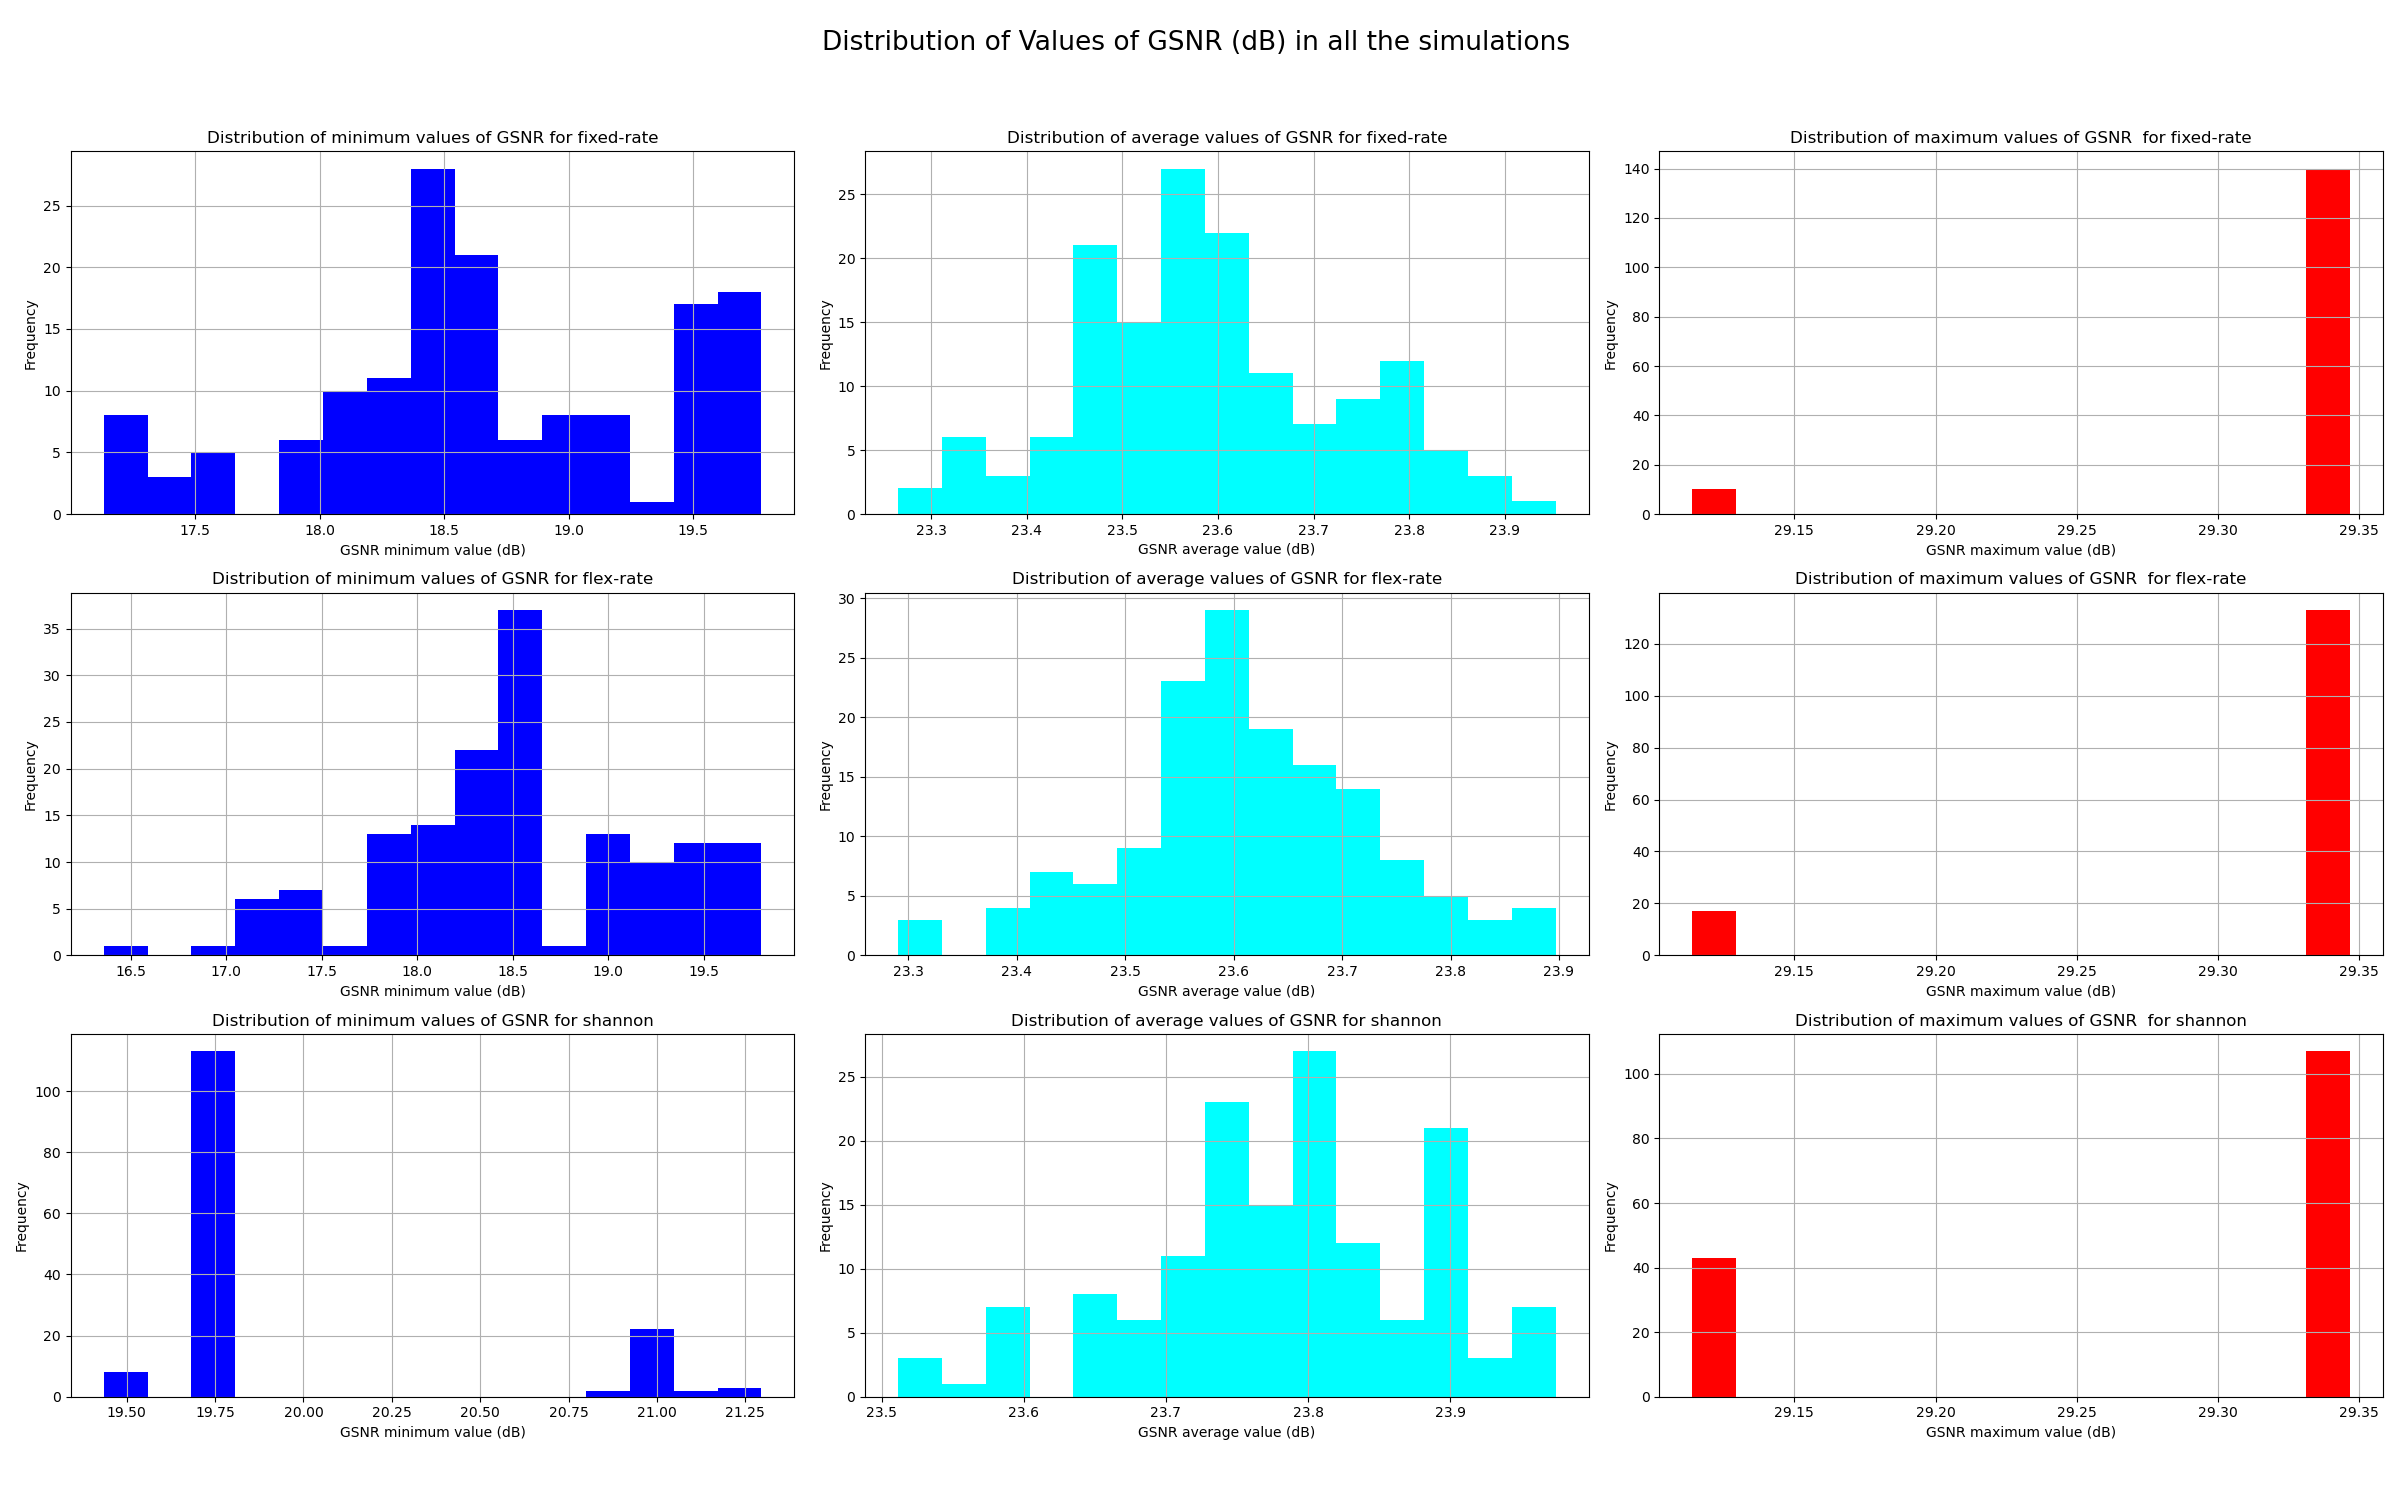 Distribution of Values of GSNR (dB) in all the simulations
Distribution of minimum values of GSNR for fixed-rate
Frequency
25
20
15
10
5
0
17.5 18.0 18.5 19.0 19.5
GSNR minimum value (dB)
Distribution of average values of GSNR for fixed-rate
Frequency
25
20
15
10
5
0
23.3 23.4 23.5 23.6 23.7 23.8 23.9
GSNR average value (dB)
Distribution of maximum values of GSNR  for fixed-rate
Frequency
140
120
100
80
60
40
20
0
29.15 29.20 29.25 29.30 29.35
GSNR maximum value (dB)
Distribution of minimum values of GSNR for flex-rate
Frequency
35
30
25
20
15
10
5
0
16.5 17.0 17.5 18.0 18.5 19.0 19.5
GSNR minimum value (dB)
Distribution of average values of GSNR for flex-rate
Frequency
30
25
20
15
10
5
0
23.3 23.4 23.5 23.6 23.7 23.8 23.9
GSNR average value (dB)
Distribution of maximum values of GSNR  for flex-rate
Frequency
120
100
80
60
40
20
0
29.15 29.20 29.25 29.30 29.35
GSNR maximum value (dB)
Distribution of minimum values of GSNR for shannon
Frequency
100
80
60
40
20
0
19.50 19.75 20.00 20.25 20.50 20.75 21.00 21.25
GSNR minimum value (dB)
Distribution of average values of GSNR for shannon
Frequency
25
20
15
10
5
0
23.5 23.6 23.7 23.8 23.9
GSNR average value (dB)
Distribution of maximum values of GSNR  for shannon
Frequency
100
80
60
40
20
0
29.15 29.20 29.25 29.30 29.35
GSNR maximum value (dB)